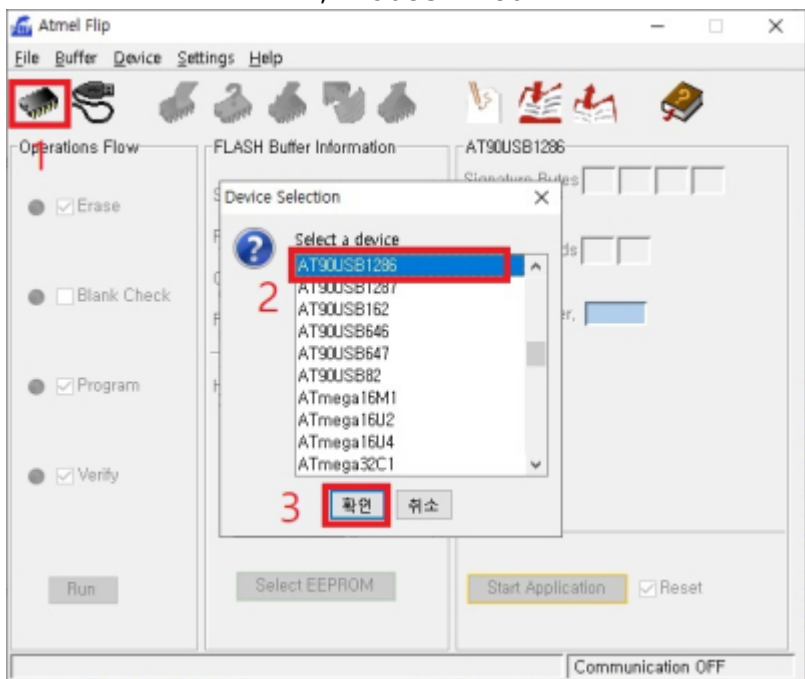 Atmel Flip
File Buffer Device Settings Help
1
Operations Flow
FLASH Buffer Information
AT90USB1286
Signature Bytes
Erase
Device Selection
Select a device
AT90USB1286
2
AT90USB1287
Blank Check
AT90USB162
AT90USB646
AT90USB647
AT90USB82
Program
ATmega16M1
ATmega16U2
ATmega16U4
ATmega32C1
Verify
3
확인 취소
Run
Select EEPROM
Start Application
Reset
Communication OFF